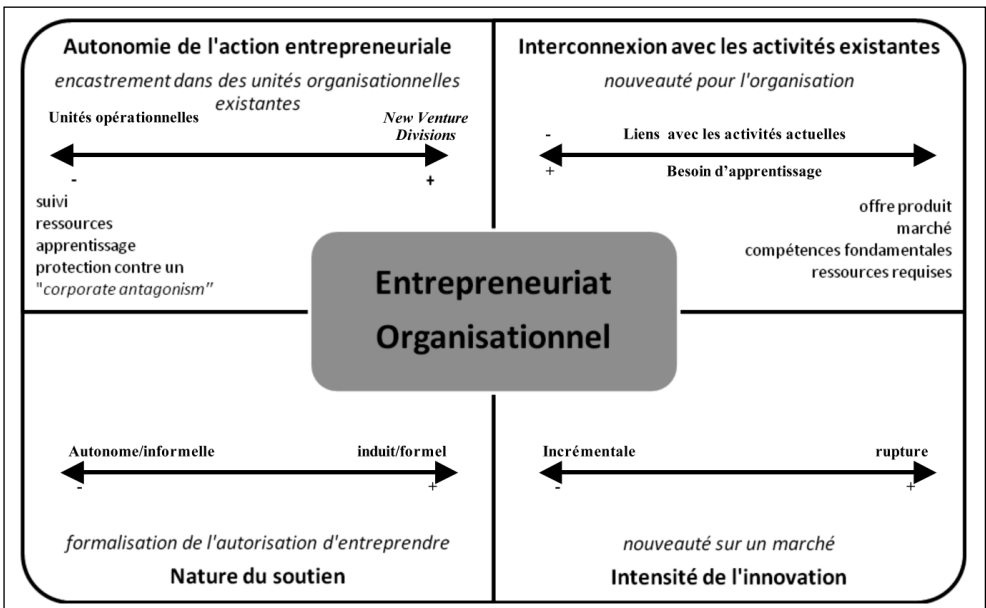 Autonomie de l'action entrepreneuriale
encastrement dans des unités organisationnelles
existantes
Unités opérationnelles
New Venture
Divisions
-
+
suivi
ressources
apprentissage
protection contre un
"corporate antagonism"
Interconnexion avec les activités existantes
nouveauté pour l'organisation
-
Liens avec les activités actuelles
+
Besoin d'apprentissage
offre produit
marché
compétences fondamentales
ressources requises
Entrepreneuriat
Organisationnel
Autonome/informelle
induit/formel
-
+
formalisation de l'autorisation d'entreprendre
Nature du soutien
Incrémentale
rupture
-
+
nouveauté sur un marché
Intensité de l'innovation